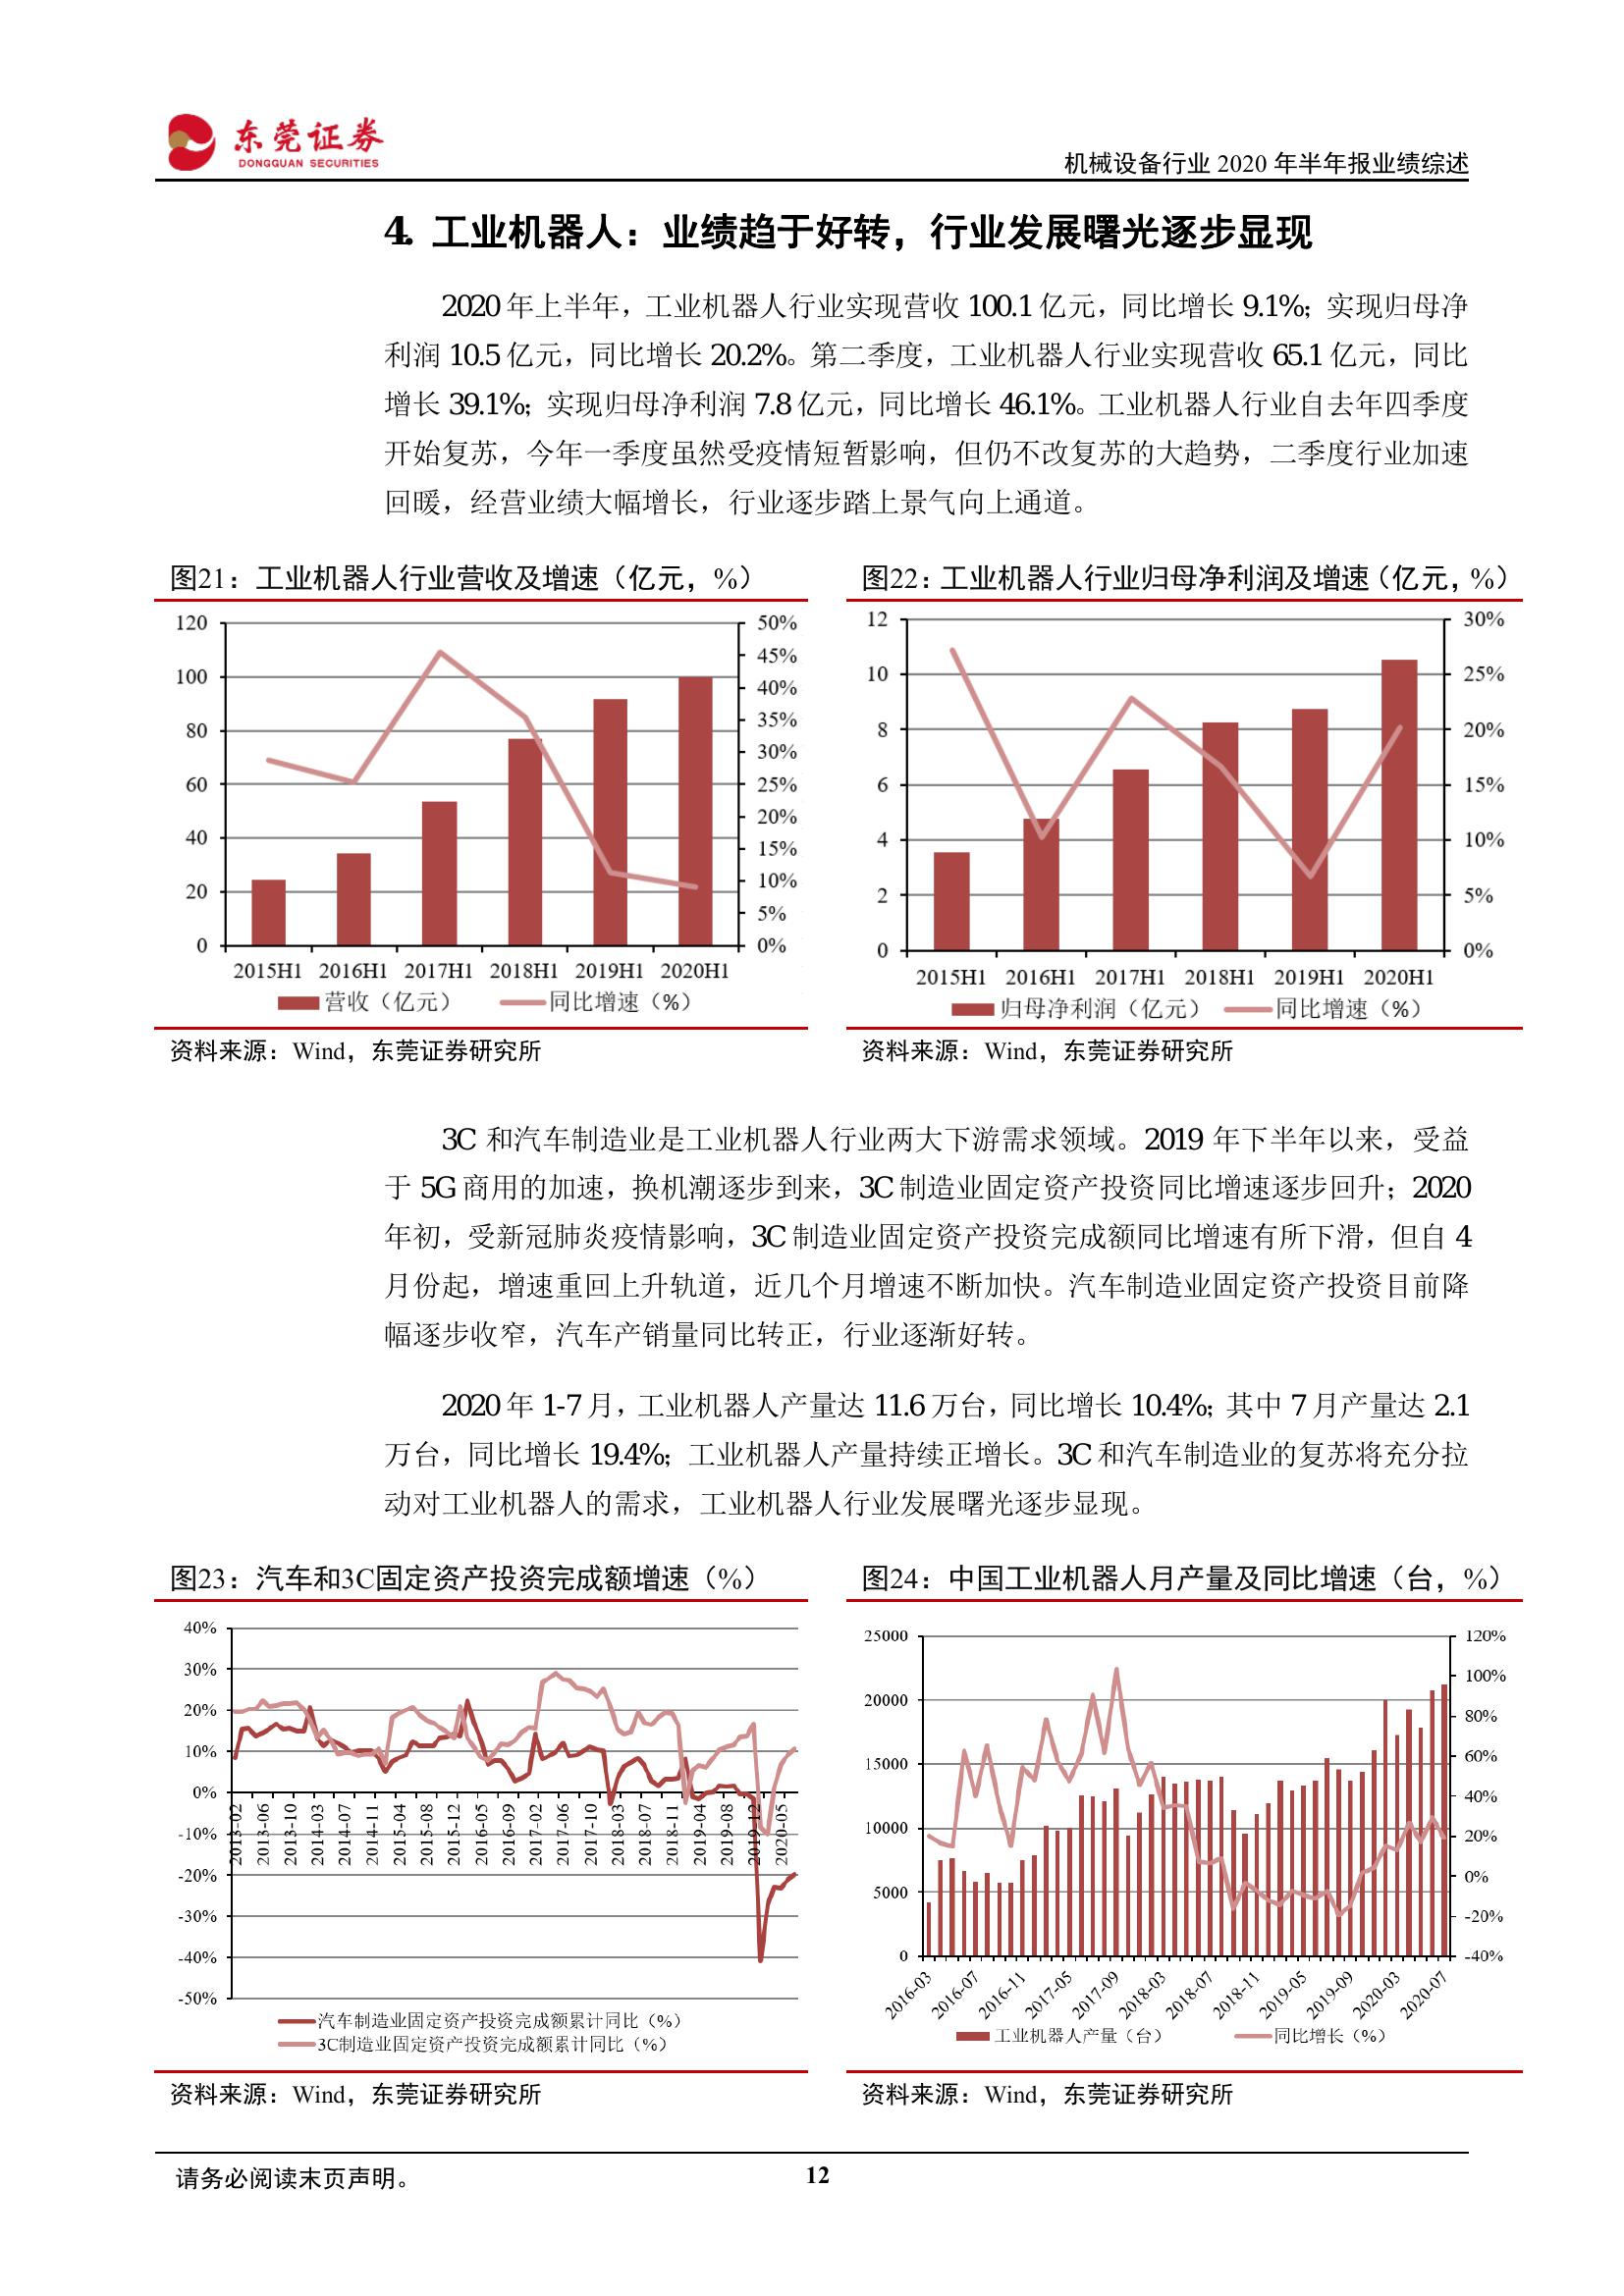 东莞证券
DONGGUAN SECURITIES
机械设备行业 2020 年半年报业绩综述
4. 工业机器人：业绩趋于好转，行业发展曙光逐步显现
2020 年上半年，工业机器人行业实现营收 100.1 亿元，同比增长 9.1%；实现归母净
利润 10.5 亿元，同比增长 20.2%。第二季度，工业机器人行业实现营收 65.1 亿元，同比
增长 39.1%；实现归母净利润 7.8 亿元，同比增长 46.1%。工业机器人行业自去年四季度
开始复苏，今年一季度虽然受疫情短暂影响，但仍不改复苏的大趋势，二季度行业加速
回暖，经营业绩大幅增长，行业逐步踏上景气向上通道。
图21：工业机器人行业营收及增速（亿元，%）
120
100
80
60
40
20
0
50%
45%
40%
35%
30%
25%
20%
15%
10%
5%
0%
2015H1 2016H1 2017H1 2018H1 2019H1 2020H1
营收（亿元） 同比增速（%）
资料来源：Wind，东莞证券研究所
图22：工业机器人行业归母净利润及增速（亿元，%）
12
10
8
6
4
2
0
30%
25%
20%
15%
10%
5%
0%
2015H1 2016H1 2017H1 2018H1 2019H1 2020H1
归母净利润（亿元） 同比增速（%）
资料来源：Wind，东莞证券研究所
3C 和汽车制造业是工业机器人行业两大下游需求领域。2019 年下半年以来，受益
于 5G 商用的加速，换机潮逐步到来，3C 制造业固定资产投资同比增速逐步回升；2020
年初，受新冠肺炎疫情影响，3C 制造业固定资产投资完成额同比增速有所下滑，但自 4
月份起，增速重回上升轨道，近几个月增速不断加快。汽车制造业固定资产投资目前降
幅逐步收窄，汽车产销量同比转正，行业逐渐好转。
2020 年 1-7 月，工业机器人产量达 11.6 万台，同比增长 10.4%；其中 7 月产量达 2.1
万台，同比增长 19.4%；工业机器人产量持续正增长。3C 和汽车制造业的复苏将充分拉
动对工业机器人的需求，工业机器人行业发展曙光逐步显现。
图23：汽车和3C固定资产投资完成额增速（%）
40%
30%
20%
10%
0%
-10%
-20%
-30%
-40%
-50%
2013-02 2013-06 2013-10 2014-03 2014-07 2014-11 2015-04 2015-08 2015-12 2016-05 2016-09 2017-02 2017-06 2017-10 2018-03 2018-07 2018-11 2019-04 2019-08 2019-12 2020-05
汽车制造业固定资产投资完成额累计同比（%）
3C制造业固定资产投资完成额累计同比（%）
资料来源：Wind，东莞证券研究所
图24：中国工业机器人月产量及同比增速（台，%）
25000
20000
15000
10000
5000
0
120%
100%
80%
60%
40%
20%
0%
-20%
-40%
2016-03 2016-07 2016-11 2017-05 2017-09 2018-03 2018-07 2018-11 2019-05 2019-09 2020-03 2020-07
工业机器人产量（台） 同比增长（%）
资料来源：Wind，东莞证券研究所
请务必阅读末页声明。
12